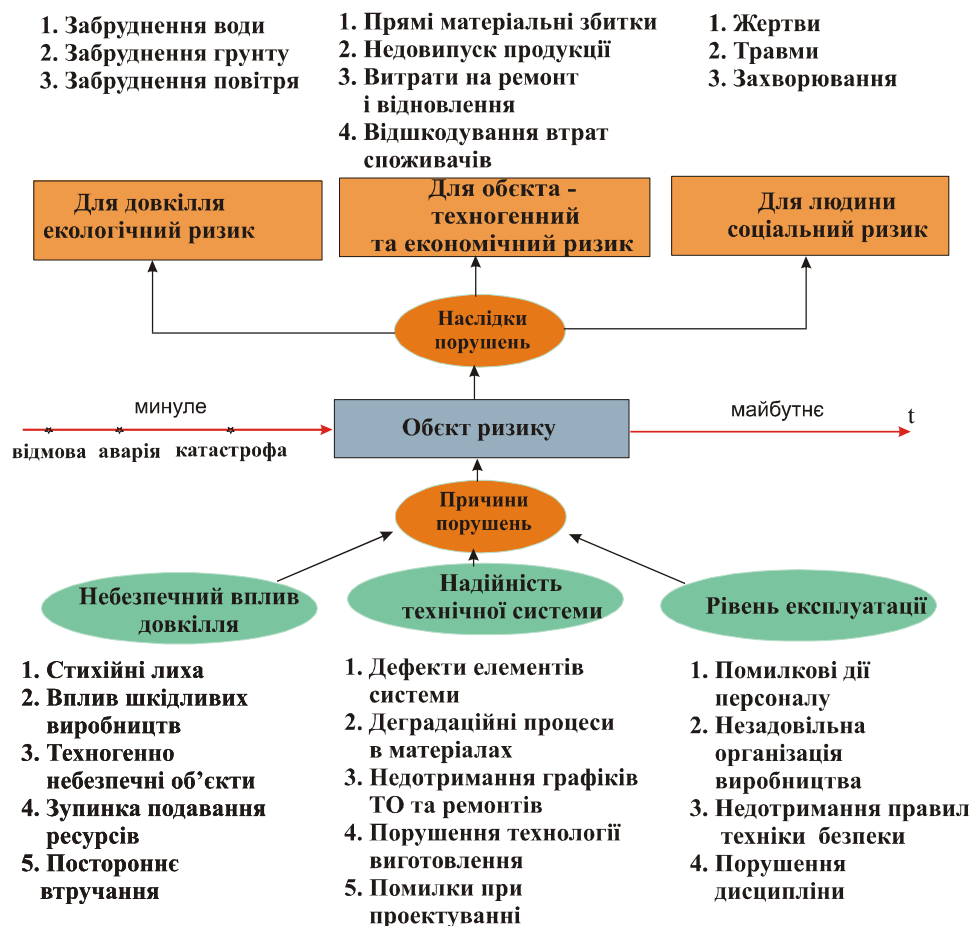 1. Забруднення води
2. Забруднення грунту
3. Забруднення повітря
1. Прямі матеріальні збитки
2. Недовипуск продукції
3. Витрати на ремонт
і відновлення
4. Відшкодування втрат
споживачів
1. Жертви
2. Травми
3. Захворювання
Для довкілля
екологічний ризик
Для обєкта -
техногенний
та економічний ризик
Для людини
соціальний ризик
Наслідки
порушень
минуле
відмова аварія катастрофа
Обєкт ризику
майбутнє
t
Причини
порушень
Небезпечний вплив
довкілля
Надійність
технічної системи
Рівень експлуатації
1. Стихійні лиха
2. Вплив шкідливих
виробництв
3. Техногенно
небезпечні об’єкти
4. Зупинка подавання
ресурсів
5. Постороннє
втручання
1. Дефекти елементів
системи
2. Деградаційні процеси
в матеріалах
3. Недотримання графіків
ТО та ремонтів
4. Порушення технології
виготовлення
5. Помилки при
проектуванні
1. Помилкові дії
персоналу
2. Незадовільна
організація
виробництва
3. Недотримання правил
техніки безпеки
4. Порушення
дисципліни